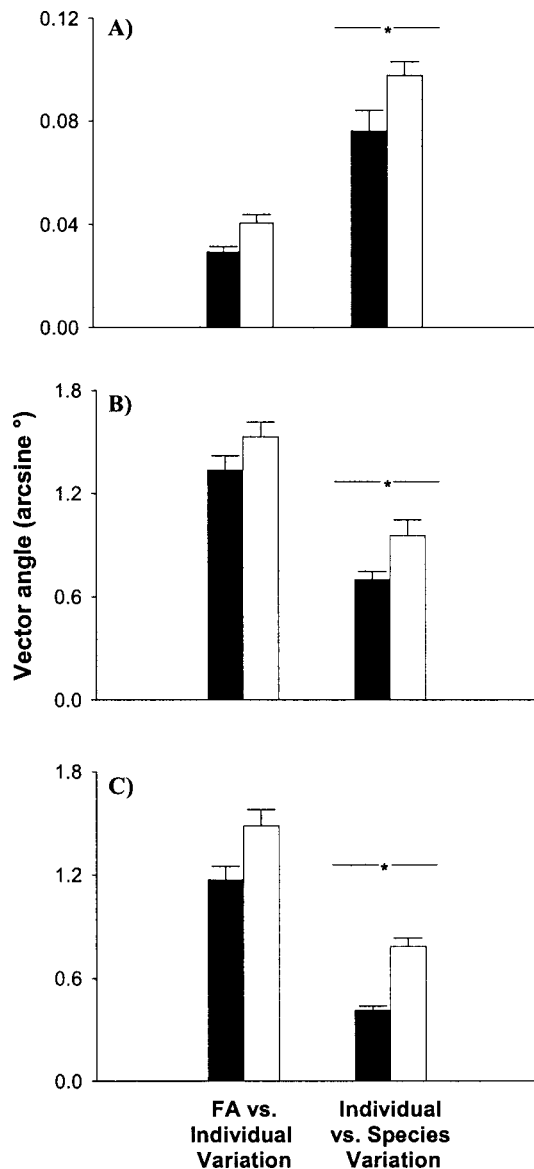 A)
0.12
0.08
0.04
0.00
*
B)
1.8
1.2
0.6
0.0
*
C)
1.8
1.2
0.6
0.0
*
Vector angle (arcsine °)
FA vs.
Individual
Variation
Individual
vs. Species
Variation